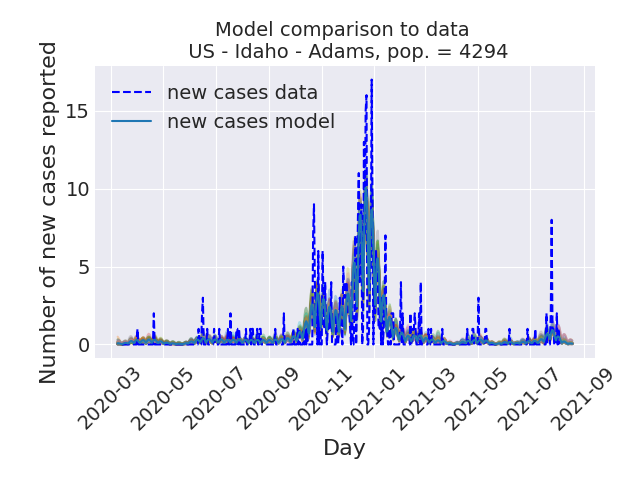 Model comparison to data
US - Idaho - Adams, pop. = 4294
new cases data
new cases model
Number of new cases reported
15
10
5
0
2020-03
2020-05
2020-07
2020-09
2020-11
2021-01
2021-03
2021-05
2021-07
2021-09
Day